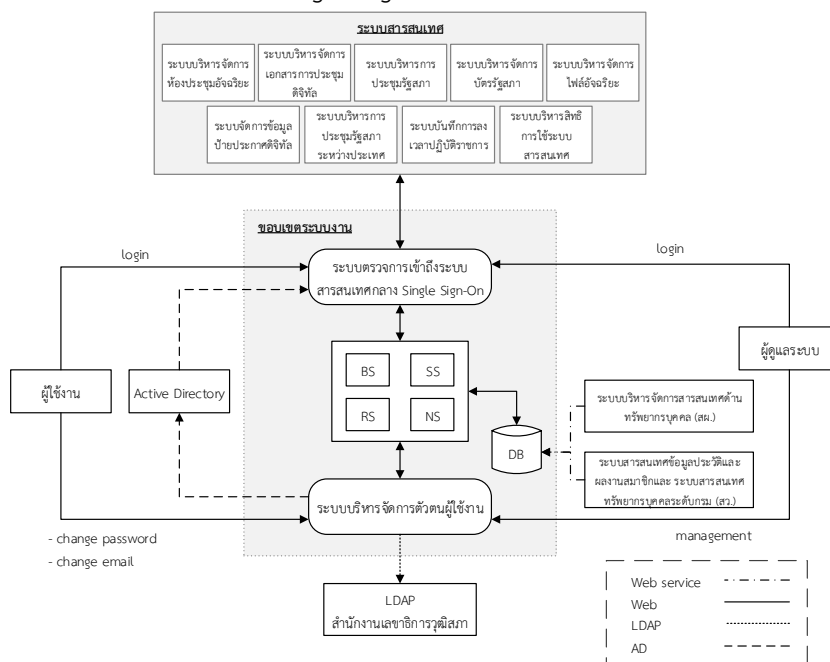 ระบบสารสนเทศ
ระบบบริหารจัดการ
ห้องประชุมอัจฉริยะ
ระบบบริหารจัดการ
เอกสารการประชุม
ดิจิทัล
ระบบบริหารการ
ประชุมรัฐสภา
ระบบบริหารจัดการ
บัตรรัฐสภา
ระบบบริหารจัดการ
ไฟล์อัจฉริยะ
ระบบจัดการข้อมูล
ป้ายประกาศดิจิทัล
ระบบบริหารการ
ประชุมรัฐสภา
ระหว่างประเทศ
ระบบบันทึกการลง
เวลาปฏิบัติราชการ
ระบบบริหารสิทธิ
การใช้ระบบ
สารสนเทศ
ขอบเขตระบบงาน
login
ระบบตรวจการเข้าถึงระบบ
สารสนเทศกลาง Single Sign-On
login
ผู้ใช้งาน
Active Directory
BS
SS
RS
NS
DB
ผู้ดูแลระบบ
ระบบบริหารจัดการสารสนเทศด้าน
ทรัพยากรบุคคล (สผ.)
ระบบสารสนเทศข้อมูลประวัติและ
ผลงานสมาชิกและ ระบบสารสนเทศ
ทรัพยากรบุคคลระดับกรม (สว.)
ระบบบริหารจัดการตัวตนผู้ใช้งาน
- change password
- change email
management
LDAP
สำนักงานเลขาธิการวุฒิสภา
Web service
Web
LDAP
AD